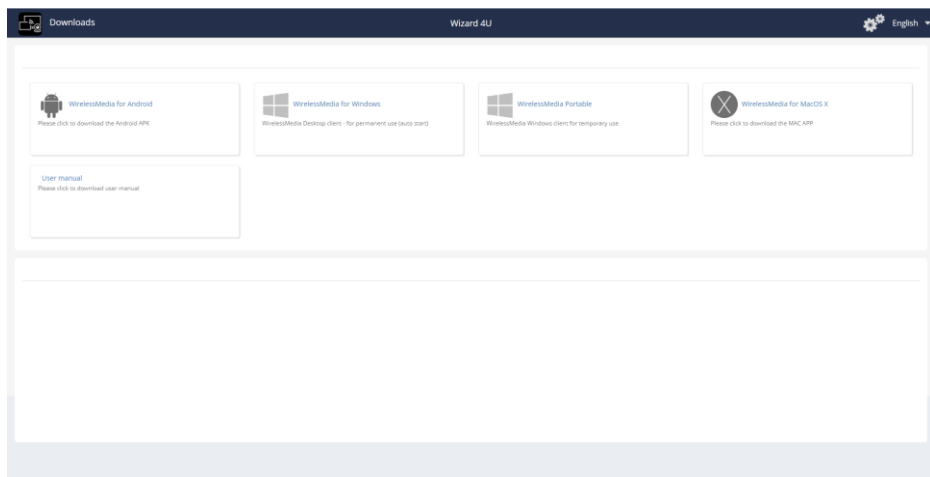 Downloads
Wizard 4U
English
WirelessMedia for Android
Please click to download the Android APK
WirelessMedia for Windows
WirelessMedia Desktop client - for permanent use (auto start)
WirelessMedia Portable
WirelessMedia Windows client for temporary use
WirelessMedia for MacOS X
Please click to download the MAC APP
User manual
Please click to download user manual